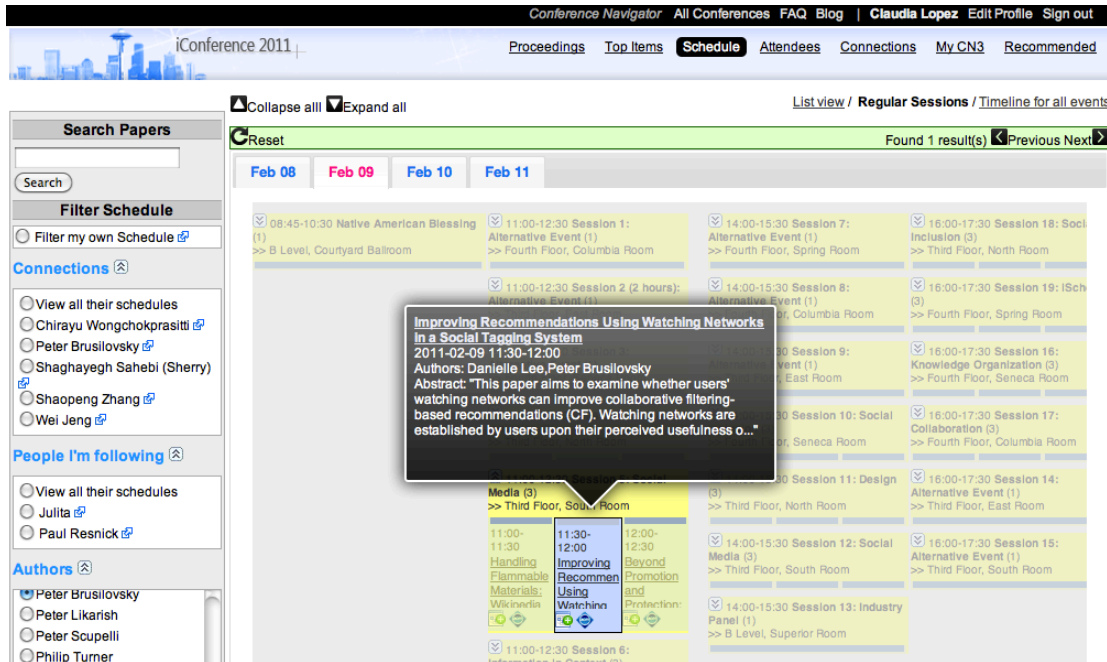 Conference Navigator All Conferences FAQ Blog | Claudia Lopez Edit Profile Sign out
iConference 2011
Proceedings Top Items Schedule Attendees Connections My CN3 Recommended
Collapse alll Expand all
List view / Regular Sessions / Timeline for all events
Reset
Found 1 result(s) Previous Next
Feb 08 Feb 09 Feb 10 Feb 11
Search Papers
Search
Filter Schedule
Filter my own Schedule
Connections
View all their schedules
Chirayu Wongchokprasitti
Peter Brusilovsky
Shaghayegh Sahebi (Sherry)
Shaopeng Zhang
Wei Jeng
People I'm following
View all their schedules
Julita
Paul Resnick
Authors
Peter Brusilovsky
Peter Likarish
Peter Scupelli
Philip Turner
08:45-10:30 Native American Blessing
(1)
>> B Level, Courtyard Ballroom
11:00-12:30 Session 1:
Alternative Event (1)
>> Fourth Floor, Columbia Room
11:00-12:30 Session 2 (2 hours):
Alternative Event (1)
Improving Recommendations Using Watching Networks
in a Social Tagging System
2011-02-09 11:30-12:00
Authors: Danielle Lee,Peter Brusilovsky
Abstract: "This paper aims to examine whether users'
watching networks can improve collaborative filtering-
based recommendations (CF). Watching networks are
established by users upon their perceived usefulness o..."
Social
Media (3)
>> Third Floor, South Room
11:00-
11:30
Handling
Flammable
Materials:
Wikipedia
11:30-
12:00
Improving
Recommen
Using
Watching
12:00-
12:30
Beyond
Promotion
and
Protection:
11:00-12:30 Session 6:
14:00-15:30 Session 7:
Alternative Event (1)
>> Fourth Floor, Spring Room
14:00-15:30 Session 8:
Alternative Event (1)
Columbia Room
Session 9:
East Room
Session 10: Social
Seneca Room
Session 11: Design
(3)
>> Third Floor, North Room
14:00-15:30 Session 12: Social
Media (3)
>> Third Floor, South Room
14:00-15:30 Session 13: Industry
Panel (1)
>> B Level, Superior Room
16:00-17:30 Session 18: Soci
Inclusion (3)
>> Third Floor, North Room
16:00-17:30 Session 19: iSch
(3)
>> Fourth Floor, Spring Room
16:00-17:30 Session 16:
Knowledge Organization (3)
>> Fourth Floor, Seneca Room
16:00-17:30 Session 17:
Collaboration (3)
>> Fourth Floor, Columbia Room
16:00-17:30 Session 14:
Alternative Event (1)
>> Third Floor, East Room
16:00-17:30 Session 15:
Alternative Event (1)
>> Third Floor, South Room